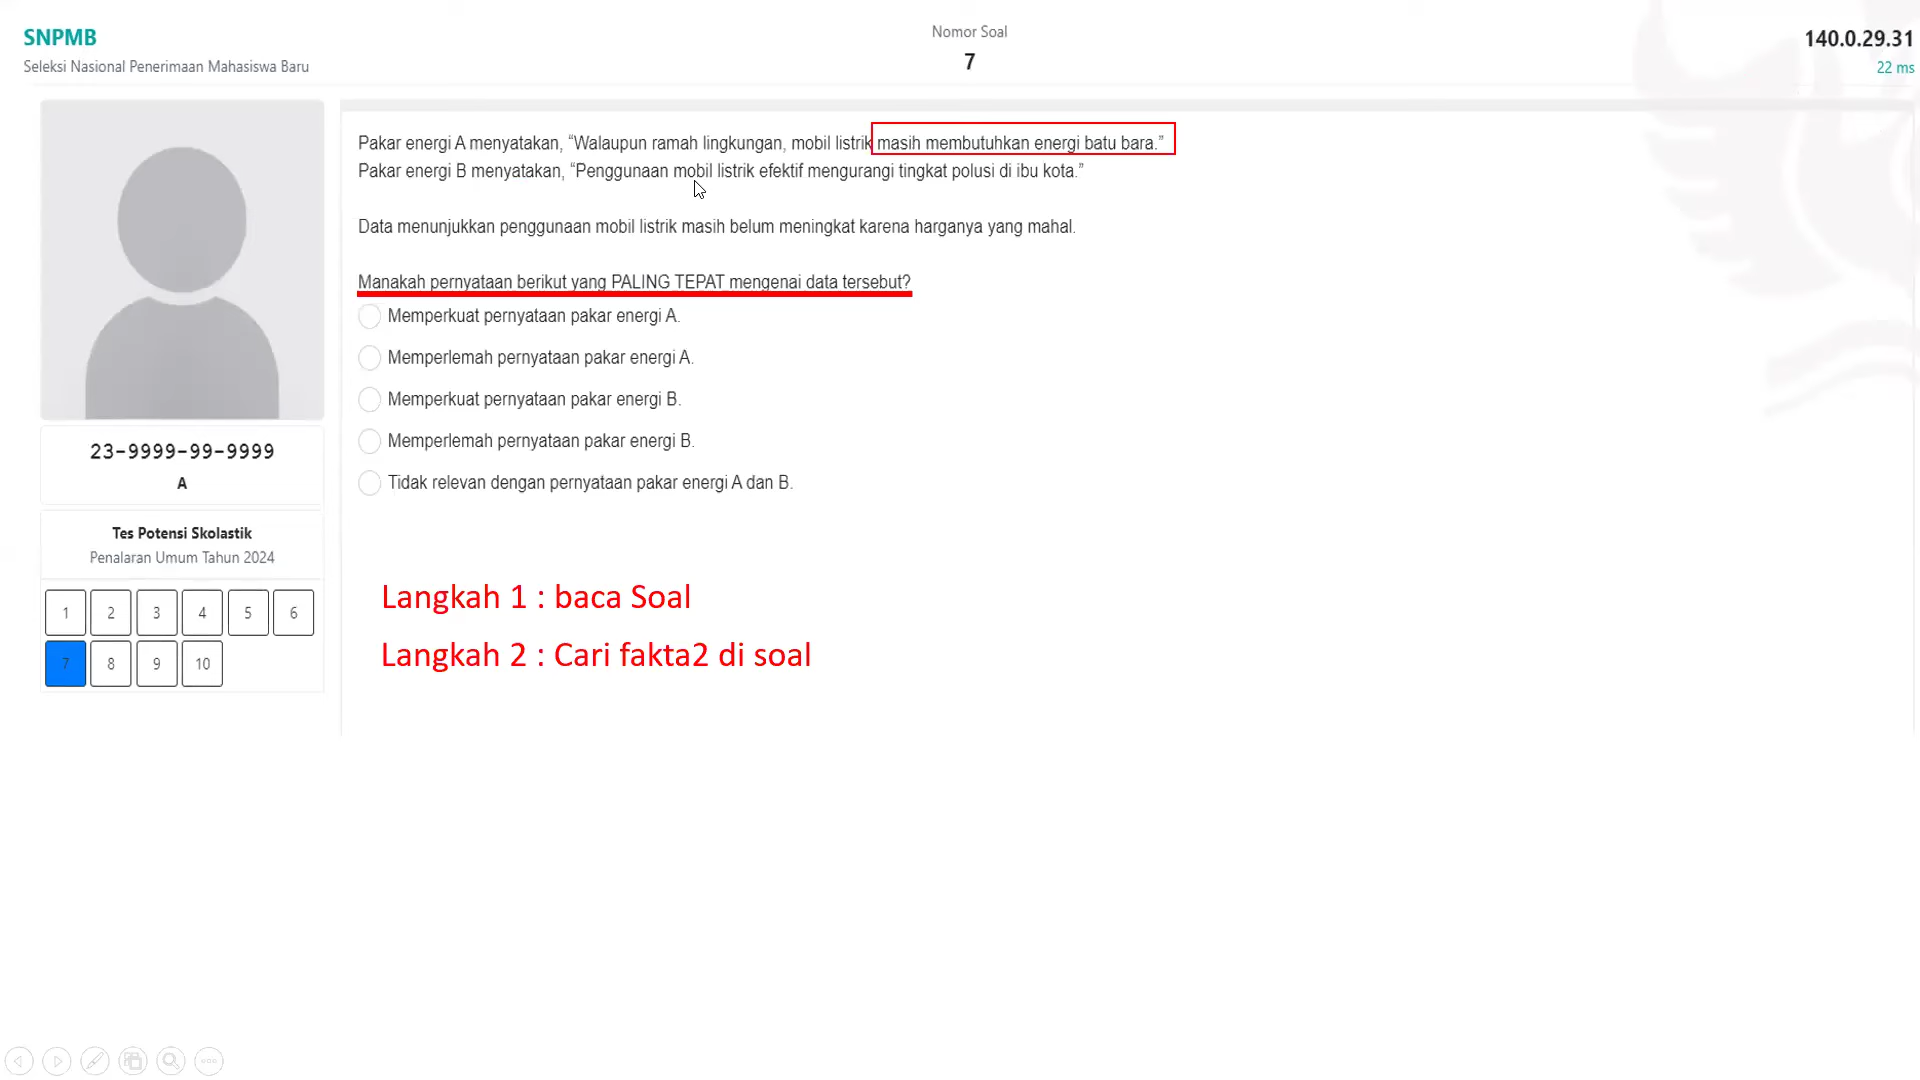 SNPMB
Seleksi Nasional Penerimaan Mahasiswa Baru
Nomor Soal
7
140.0.29.31
22 ms
Pakar energi A menyatakan, “Walaupun ramah lingkungan, mobil listrik masih membutuhkan energi batu bara.”
Pakar energi B menyatakan, “Penggunaan mobil listrik efektif mengurangi tingkat polusi di ibu kota.”
Data menunjukkan penggunaan mobil listrik masih belum meningkat karena harganya yang mahal.
Manakah pernyataan berikut yang PALING TEPAT mengenai data tersebut?
Memperkuat pernyataan pakar energi A.
Memperlemah pernyataan pakar energi A.
Memperkuat pernyataan pakar energi B.
Memperlemah pernyataan pakar energi B.
Tidak relevan dengan pernyataan pakar energi A dan B.
23-9999-99-9999
A
Tes Potensi Skolastik
Penalaran Umum Tahun 2024
1 2 3 4 5 6
7 8 9 10
Langkah 1 : baca Soal
Langkah 2 : Cari fakta2 di soal